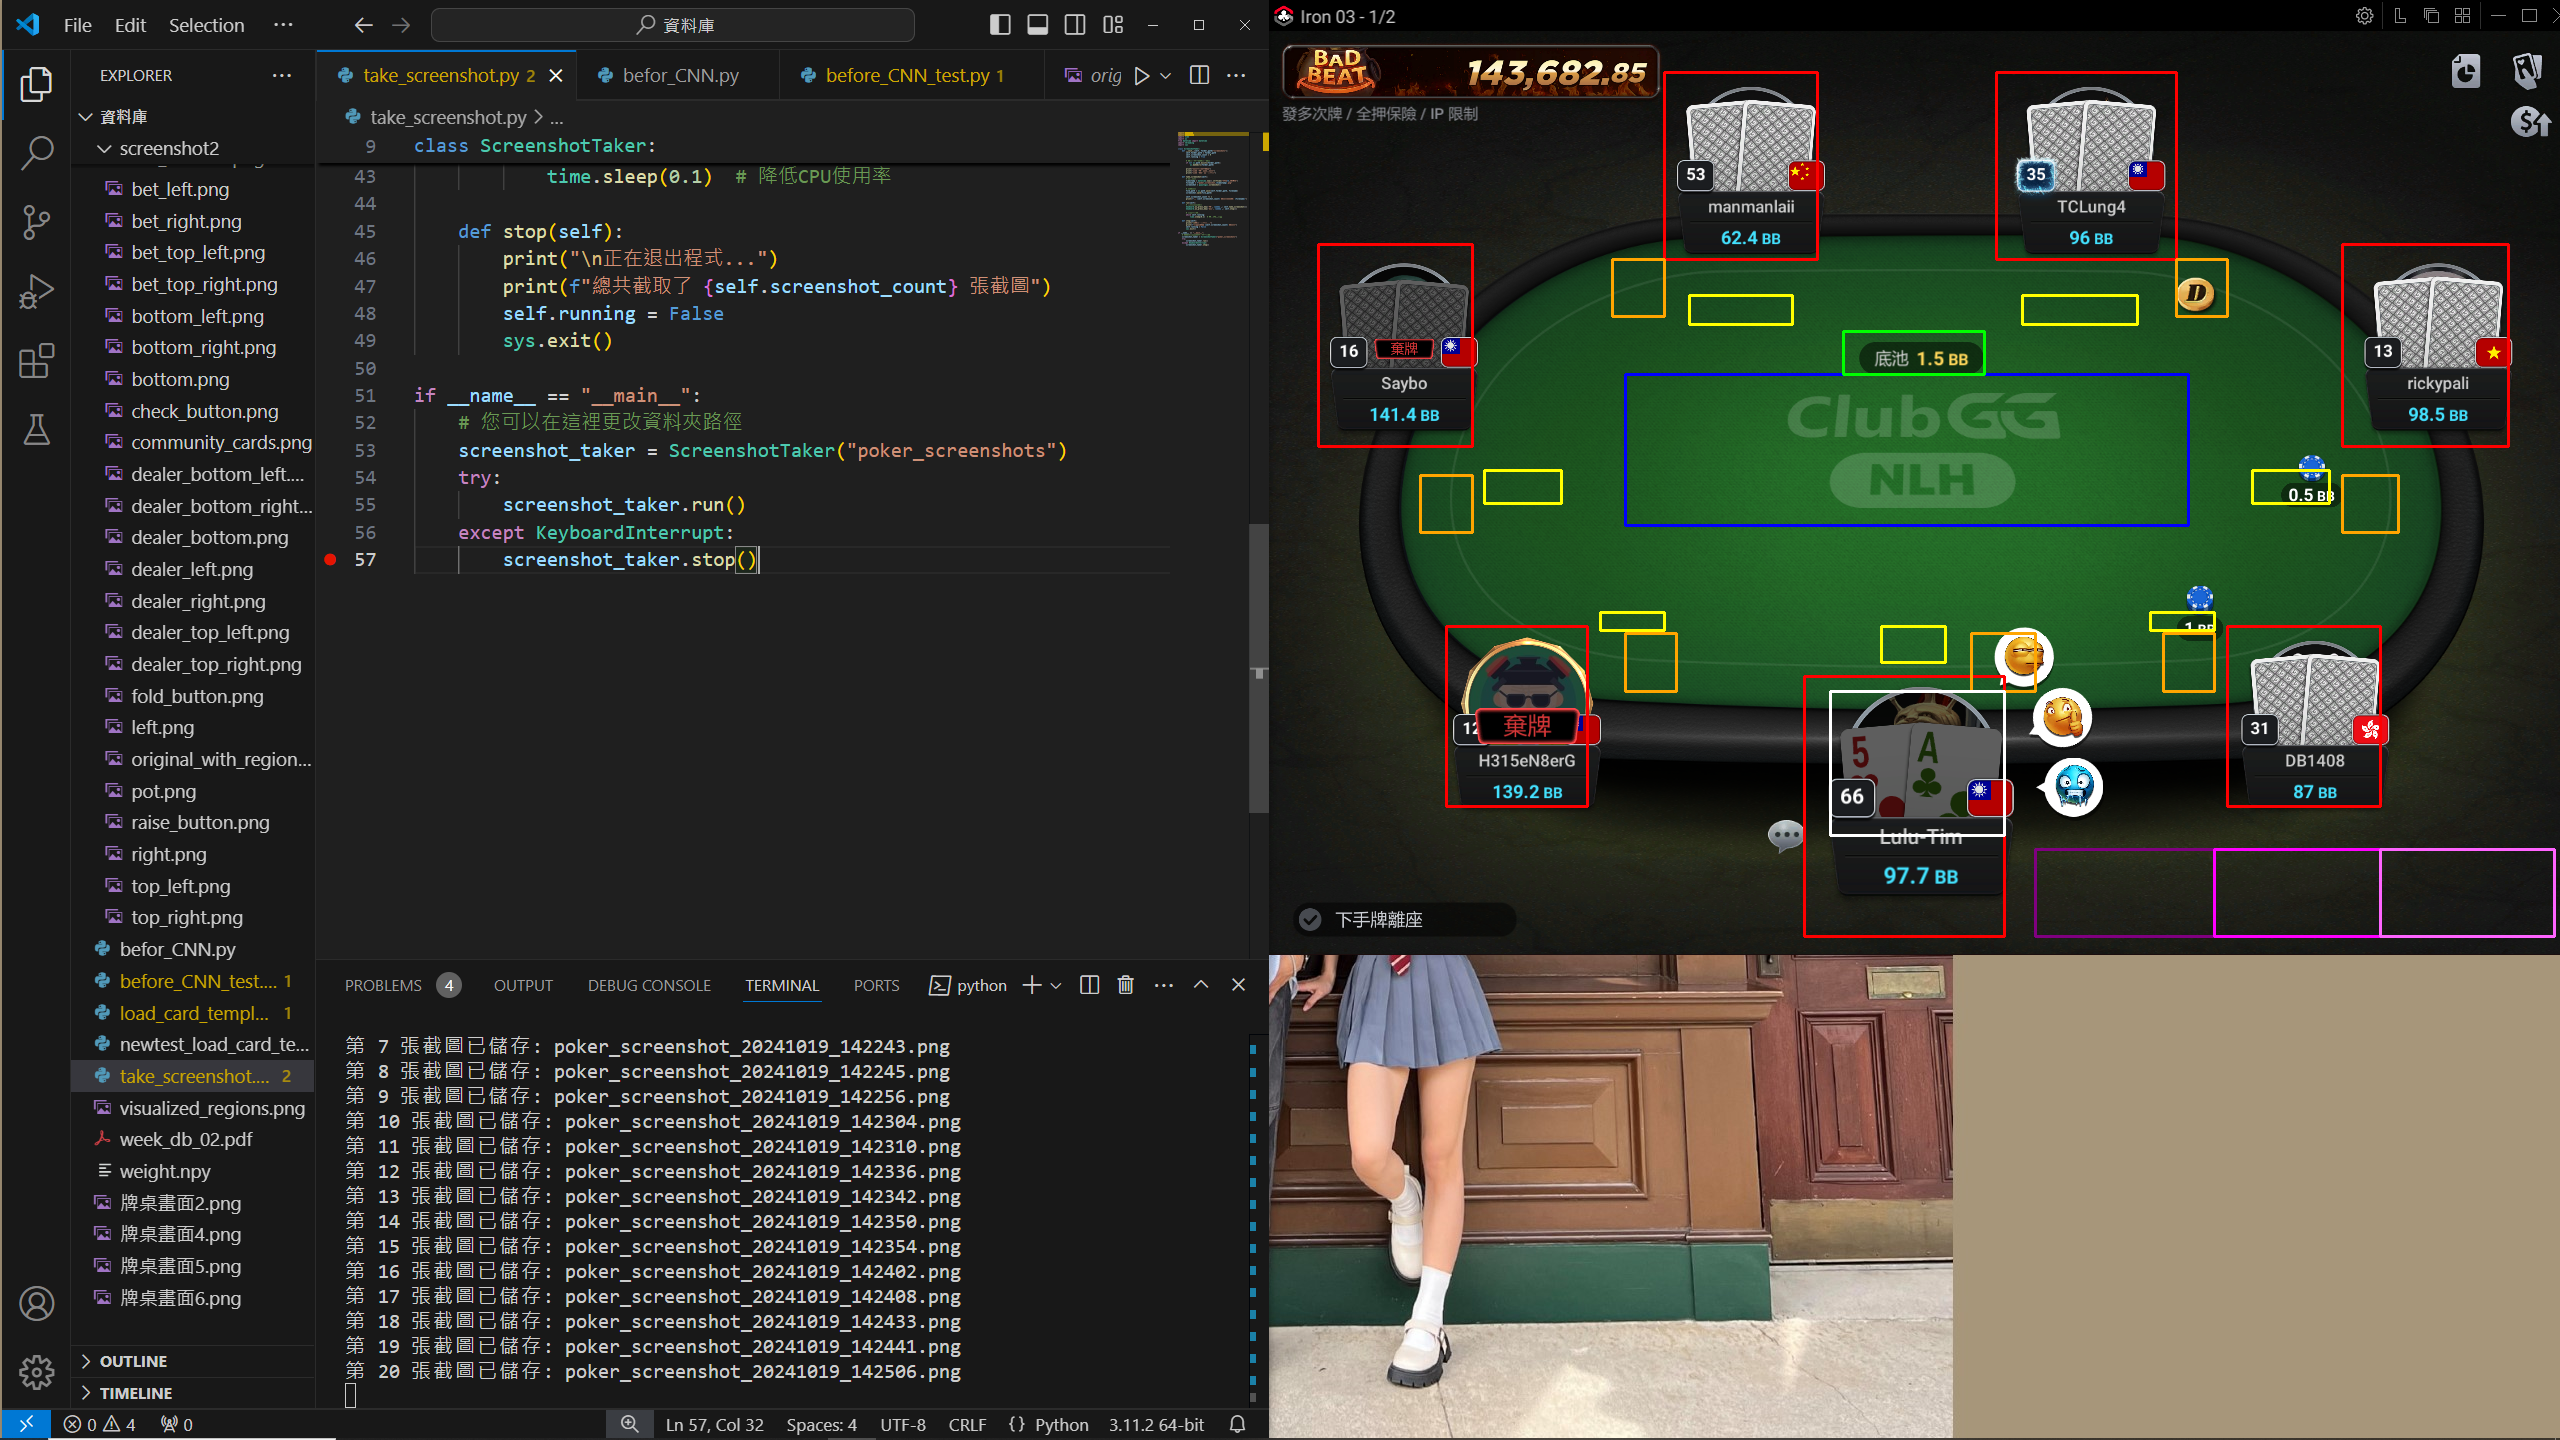 File Edit Selection ···
資料庫
EXPLORER
資料庫
screenshot2
bet_left.png
bet_right.png
bet_top_left.png
bet_top_right.png
bottom_left.png
bottom_right.png
bottom.png
check_button.png
community_cards.png
dealer_bottom_left....
dealer_bottom_right...
dealer_bottom.png
dealer_left.png
dealer_right.png
dealer_top_left.png
dealer_top_right.png
fold_button.png
left.png
original_with_region...
pot.png
raise_button.png
right.png
top_left.png
top_right.png
befor_CNN.py
before_CNN_test.... 1
load_card_templ... 1
newtest_load_card_te...
take_screenshot.... 2
visualized_regions.png
week_db_02.pdf
weight.npy
牌桌畫面2.png
牌桌畫面4.png
牌桌畫面5.png
牌桌畫面6.png
OUTLINE
TIMELINE
take_screenshot.py 2
befor_CNN.py
before_CNN_test.py 1
orig
take_screenshot.py > ...
9 class ScreenshotTaker:
43 time.sleep(0.1) # 降低CPU使用率
44
45 def stop(self):
46 print("\n正在退出程式...")
47 print(f"總共截取了 {self.screenshot_count} 張截圖")
48 self.running = False
49 sys.exit()
50
51 if __name__ == "__main__":
52 # 您可以在這裡更改資料夾路徑
53 screenshot_taker = ScreenshotTaker("poker_screenshots")
54 try:
55 screenshot_taker.run()
56 except KeyboardInterrupt:
57 screenshot_taker.stop()
PROBLEMS 4 OUTPUT DEBUG CONSOLE TERMINAL PORTS python
第 7 張截圖已儲存: poker_screenshot_20241019_142243.png
第 8 張截圖已儲存: poker_screenshot_20241019_142245.png
第 9 張截圖已儲存: poker_screenshot_20241019_142256.png
第 10 張截圖已儲存: poker_screenshot_20241019_142304.png
第 11 張截圖已儲存: poker_screenshot_20241019_142310.png
第 12 張截圖已儲存: poker_screenshot_20241019_142336.png
第 13 張截圖已儲存: poker_screenshot_20241019_142342.png
第 14 張截圖已儲存: poker_screenshot_20241019_142350.png
第 15 張截圖已儲存: poker_screenshot_20241019_142354.png
第 16 張截圖已儲存: poker_screenshot_20241019_142402.png
第 17 張截圖已儲存: poker_screenshot_20241019_142408.png
第 18 張截圖已儲存: poker_screenshot_20241019_142433.png
第 19 張截圖已儲存: poker_screenshot_20241019_142441.png
第 20 張截圖已儲存: poker_screenshot_20241019_142506.png
0 4 0 Ln 57, Col 32 Spaces: 4 UTF-8 CRLF {} Python 3.11.2 64-bit
Iron 03 - 1/2
L
BAD BEAT 143,682.85
發多次牌 / 全押保險 / IP 限制
53
manmanlaii
62.4 BB
35
TCLung4
96 BB
D
16
棄牌
Saybo
141.4 BB
13
rickypali
98.5 BB
底池 1.5 BB
ClubGG
NLH
0.5 BB
1 BB
12
棄牌
H315eN8erG
139.2 BB
5
A
66
Lulu-Tim
97.7 BB
31
DB1408
87 BB
下手牌離座